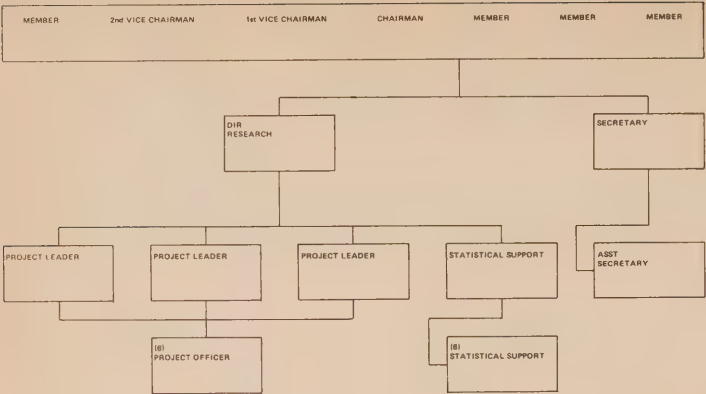 MEMBER 2nd VICE CHAIRMAN 1st VICE CHAIRMAN CHAIRMAN MEMBER MEMBER MEMBER
DIR
RESEARCH
SECRETARY
PROJECT LEADER
PROJECT LEADER
PROJECT LEADER
STATISTICAL SUPPORT
ASST
SECRETARY
(6)
PROJECT OFFICER
(6)
STATISTICAL SUPPORT